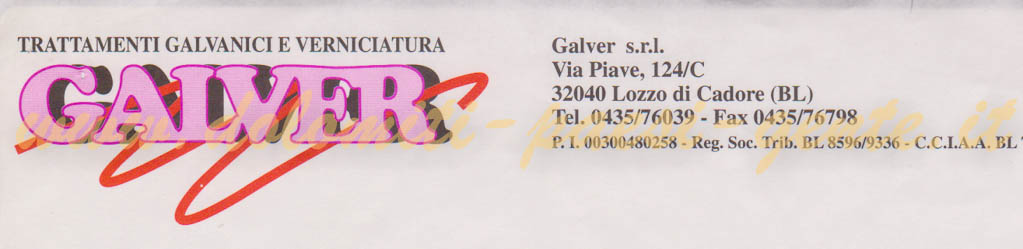 TRATTAMENTI GALVANICI E VERNICIATURA
GALVER
Galver s.r.l.
Via Piave, 124/C
32040 Lozzo di Cadore (BL)
Tel. 0435/76039 - Fax 0435/76798
P. I. 00300480258 - Reg. Soc. Trib. BL 8596/9336 - C.C.I.A.A. BL